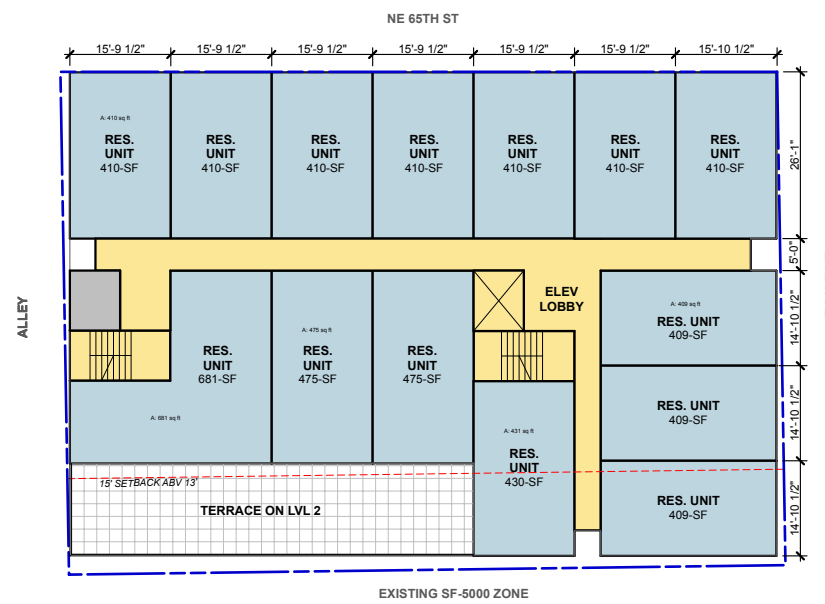 NE 65TH ST
15'-9 1/2" 15'-9 1/2" 15'-9 1/2" 15'-9 1/2" 15'-9 1/2" 15'-9 1/2" 15'-10 1/2"
A: 410 sq ft
RES.
UNIT
410-SF
RES.
UNIT
410-SF
RES.
UNIT
410-SF
RES.
UNIT
410-SF
RES.
UNIT
410-SF
RES.
UNIT
410-SF
RES.
UNIT
410-SF
26'-1"
5'-0"
ALLEY
RES.
UNIT
681-SF
A: 681 sq ft
A: 475 sq ft
RES.
UNIT
475-SF
RES.
UNIT
475-SF
ELEV
LOBBY
A: 409 sq ft
RES. UNIT
409-SF
14'-10 1/2"
RES. UNIT
409-SF
14'-10 1/2"
A: 431 sq ft
RES.
UNIT
430-SF
RES. UNIT
409-SF
14'-10 1/2"
15' SETBACK ABV 13'
TERRACE ON LVL 2
EXISTING SF-5000 ZONE